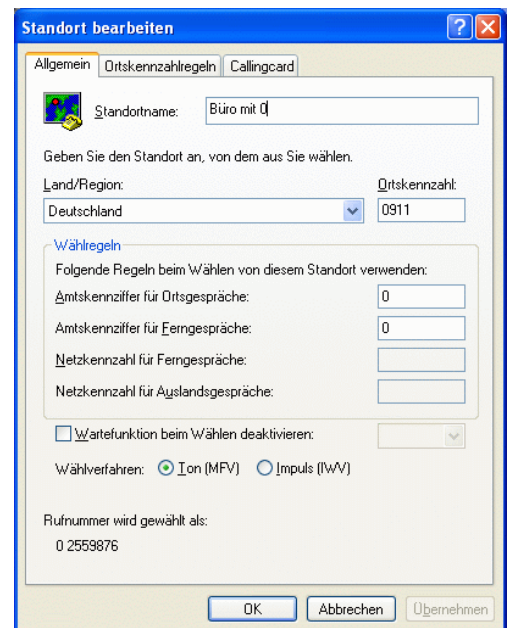 Standort bearbeiten
Allgemein Ortskennzahlregeln Callingcard
Standortname: Büro mit 0
Geben Sie den Standort an, von dem aus Sie wählen.
Land/Region: Ortskennzahl:
Deutschland 0911
Wählregeln
Folgende Regeln beim Wählen von diesem Standort verwenden:
Amtskennziffer für Ortsgespräche: 0
Amtskennziffer für Ferngespräche: 0
Netzkennzahl für Ferngespräche:
Netzkennzahl für Auslandsgespräche:
Wartefunktion beim Wählen deaktivieren:
Wählverfahren: Ton (MFV) Impuls (IWV)
Rufnummer wird gewählt als:
0 2559876
OK Abbrechen Übernehmen